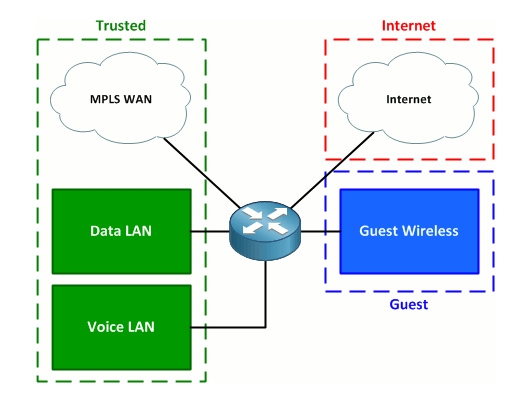 Trusted
Internet
MPLS WAN
Internet
Data LAN
Guest Wireless
Guest
Voice LAN